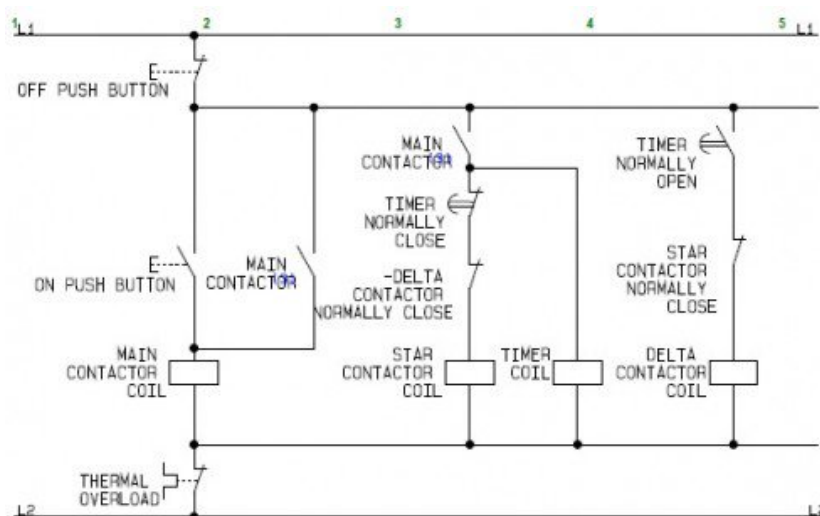 1 2 3 4 5
L1 L1
OFF PUSH BUTTON
MAIN
CONTACTOR
TIMER
NORMALLY
OPEN
TIMER
NORMALLY
CLOSE
ON PUSH BUTTON
MAIN
CONTACTOR
-DELTA
CONTACTOR
NORMALLY CLOSE
STAR
CONTACTOR
NORMALLY
CLOSE
MAIN
CONTACTOR
COIL
STAR
CONTACTOR
COIL
TIMER
COIL
DELTA
CONTACTOR
COIL
THERMAL
OVERLOAD
L2